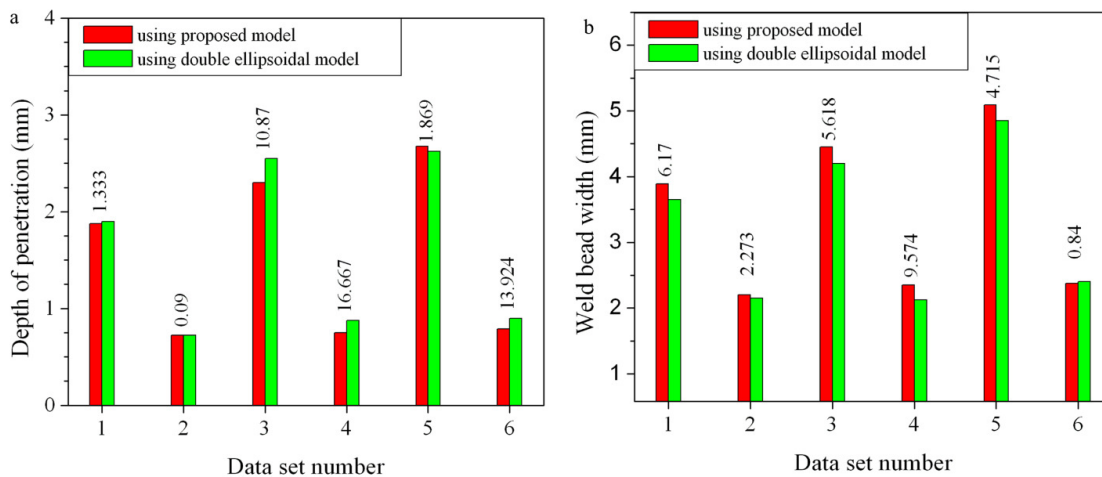 a
using proposed model
using double ellipsoidal model
Depth of penetration (mm)
4
3
2
1
0
1.333
0.09
10.87
16.667
1.869
13.924
1 2 3 4 5 6
Data set number
b
using proposed model
using double ellipsoidal model
Weld bead width (mm)
6
5
4
3
2
1
6.17
2.273
5.618
9.574
4.715
0.84
1 2 3 4 5 6
Data set number